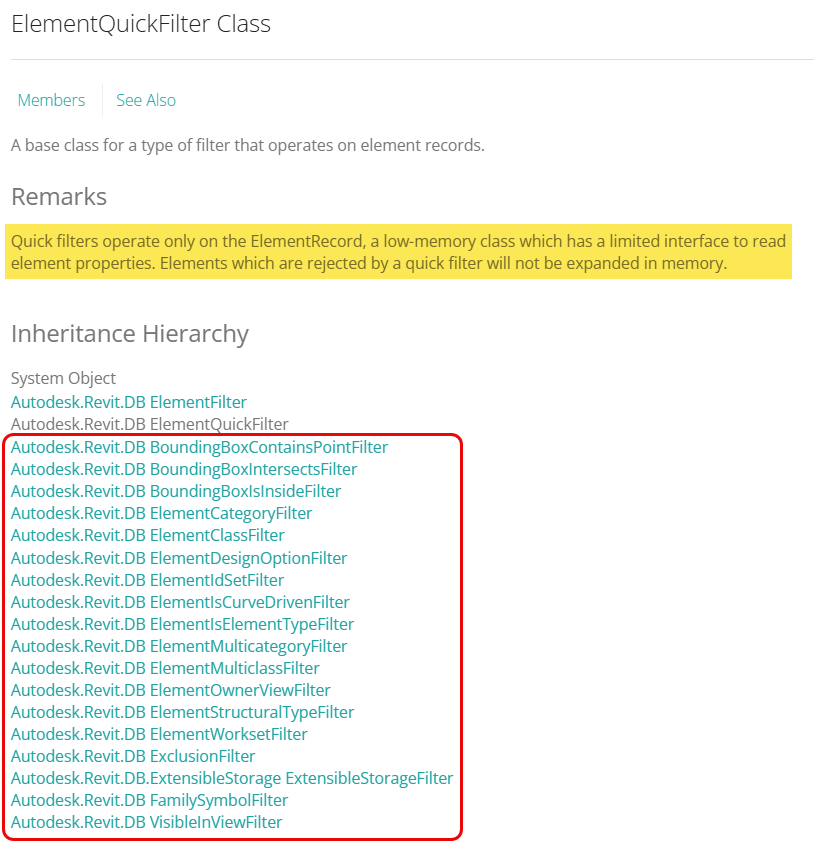 ElementQuickFilter Class
Members
See Also
A base class for a type of filter that operates on element records.
Remarks
Quick filters operate only on the ElementRecord, a low-memory class which has a limited interface to read
element properties. Elements which are rejected by a quick filter will not be expanded in memory.
Inheritance Hierarchy
System Object
Autodesk.Revit.DB ElementFilter
Autodesk.Revit.DB ElementQuickFilter
Autodesk.Revit.DB BoundingBoxContainsPointFilter
Autodesk.Revit.DB BoundingBoxIntersectsFilter
Autodesk.Revit.DB BoundingBoxIsInsideFilter
Autodesk.Revit.DB ElementCategoryFilter
Autodesk.Revit.DB ElementClassFilter
Autodesk.Revit.DB ElementDesignOptionFilter
Autodesk.Revit.DB ElementIdSetFilter
Autodesk.Revit.DB ElementIsCurveDrivenFilter
Autodesk.Revit.DB ElementIsElementTypeFilter
Autodesk.Revit.DB ElementMulticategoryFilter
Autodesk.Revit.DB ElementMulticlassFilter
Autodesk.Revit.DB ElementOwnerViewFilter
Autodesk.Revit.DB ElementStructuralTypeFilter
Autodesk.Revit.DB ElementWorksetFilter
Autodesk.Revit.DB ExclusionFilter
Autodesk.Revit.DB.ExtensibleStorage ExtensibleStorageFilter
Autodesk.Revit.DB FamilySymbolFilter
Autodesk.Revit.DB VisibleInViewFilter